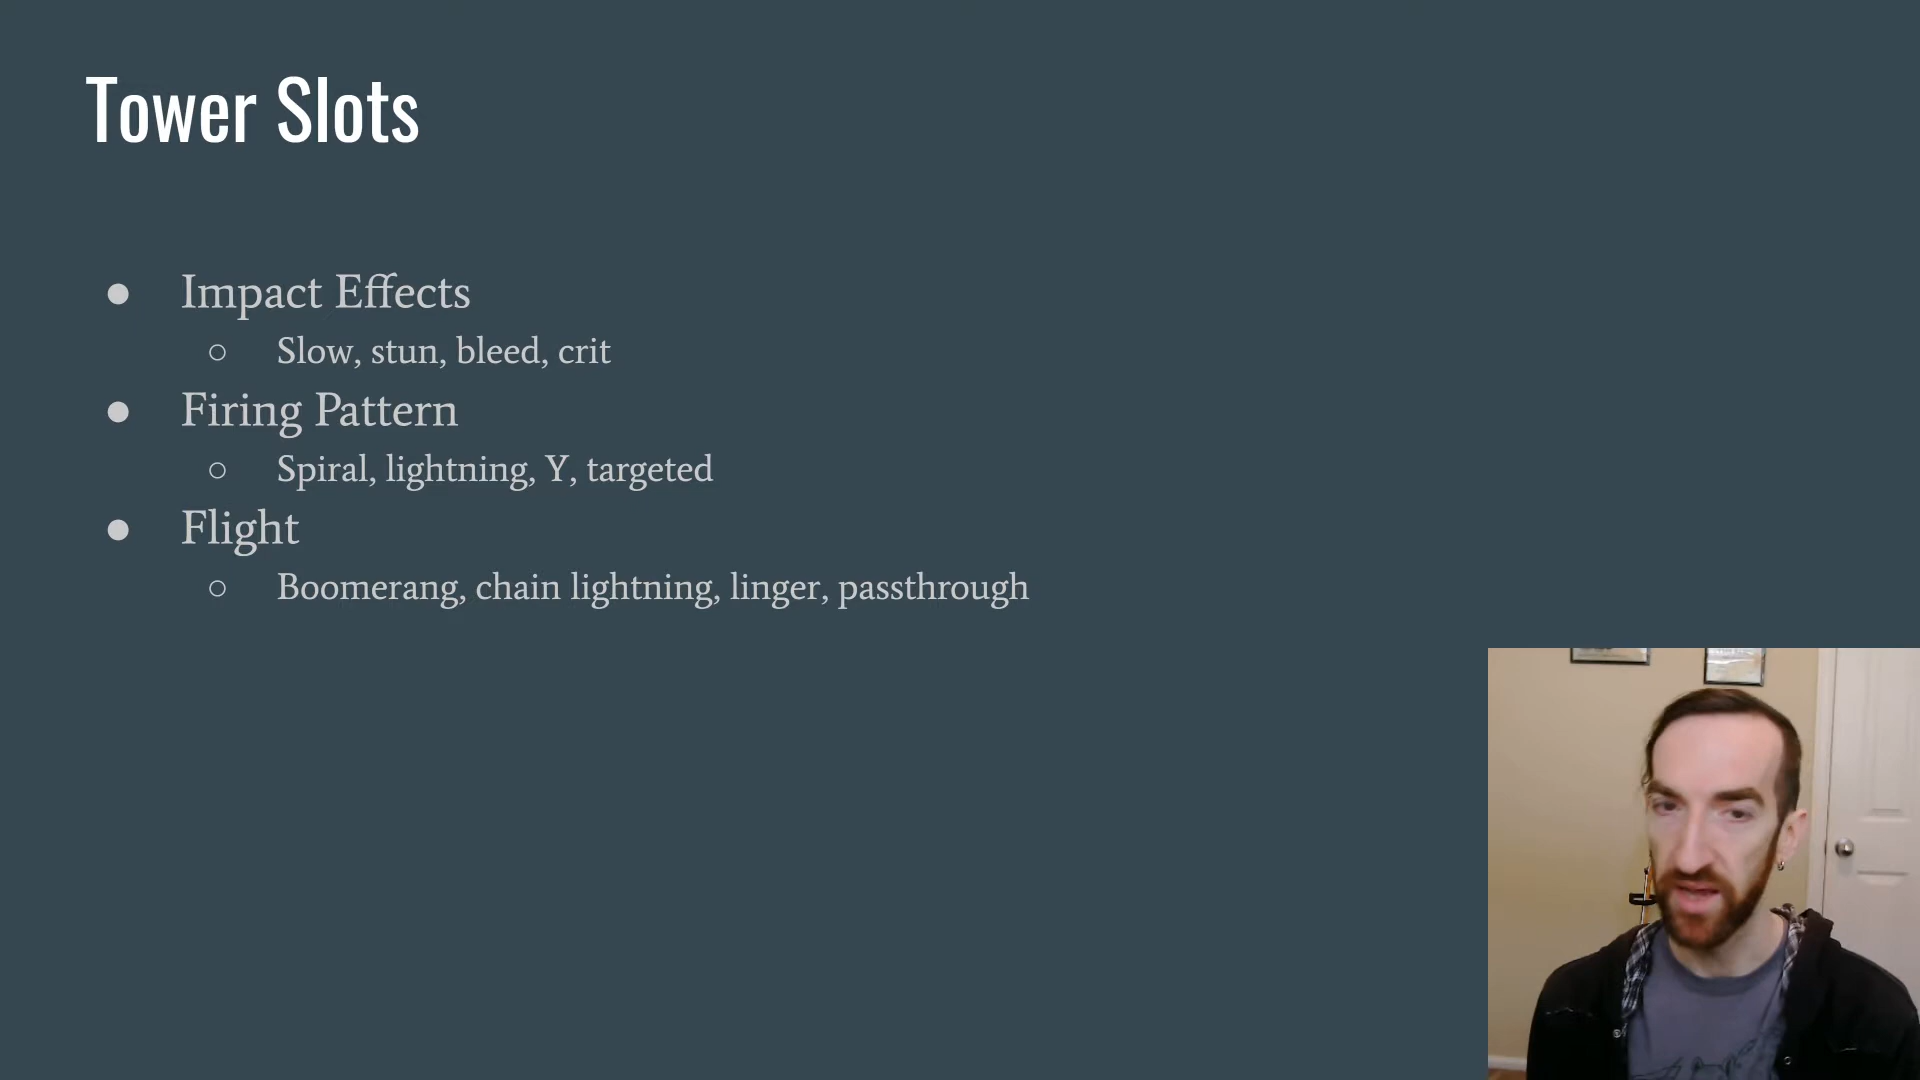 Tower Slots
● Impact Effects
○ Slow, stun, bleed, crit
● Firing Pattern
○ Spiral, lightning, Y, targeted
● Flight
○ Boomerang, chain lightning, linger, passthrough